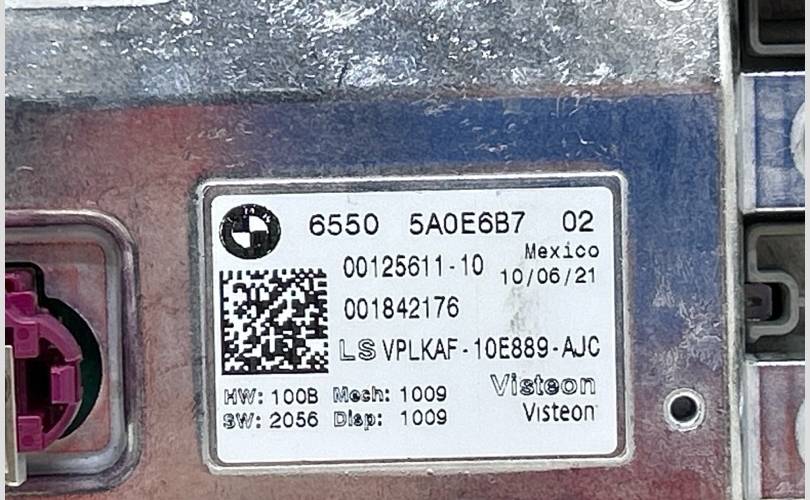 BMW
6550 5A0E6B7 02
Mexico
00125611-10
10/06/21
001842176
LS VPLKAF-10E889-AJC
HW: 100B Mech: 1009
Visteon
SW: 2056 Disp: 1009
Visteon